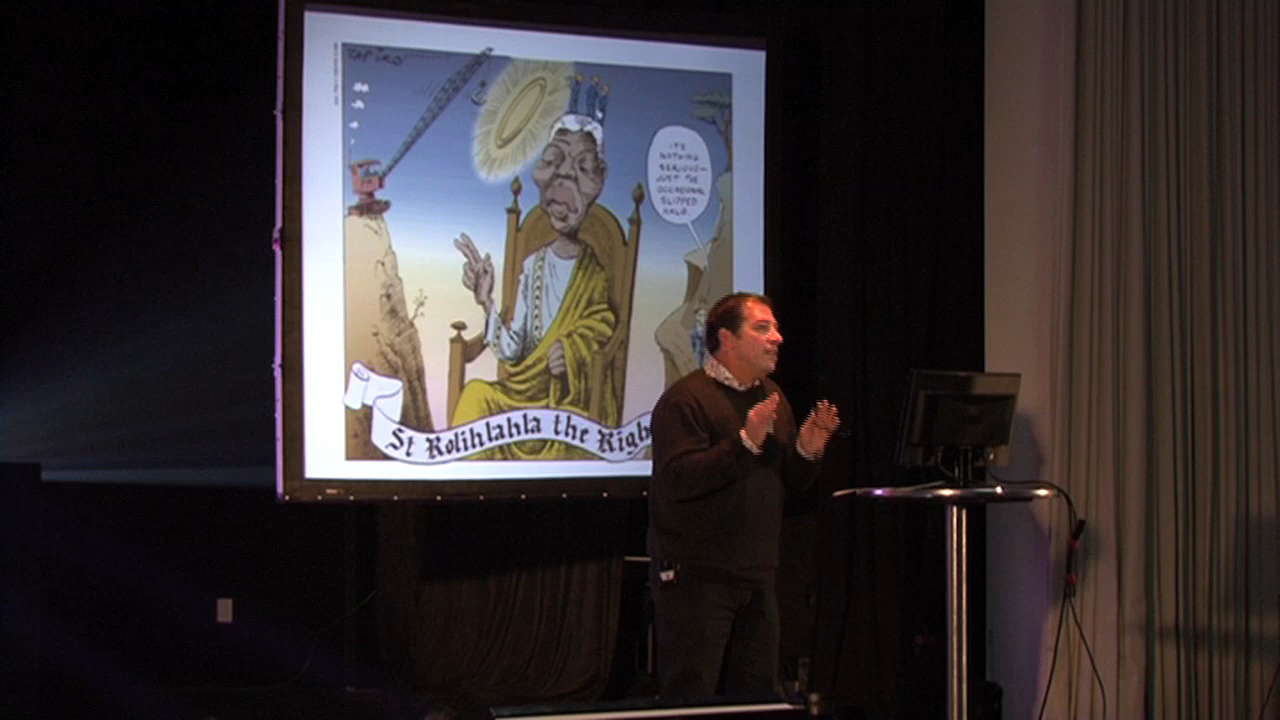 ZAPIRO
IT'S
NOTHING
SERIOUS—
JUST THE
OCCASIONAL
SLIPPED
HALO.
St Rolihlahla the Righ